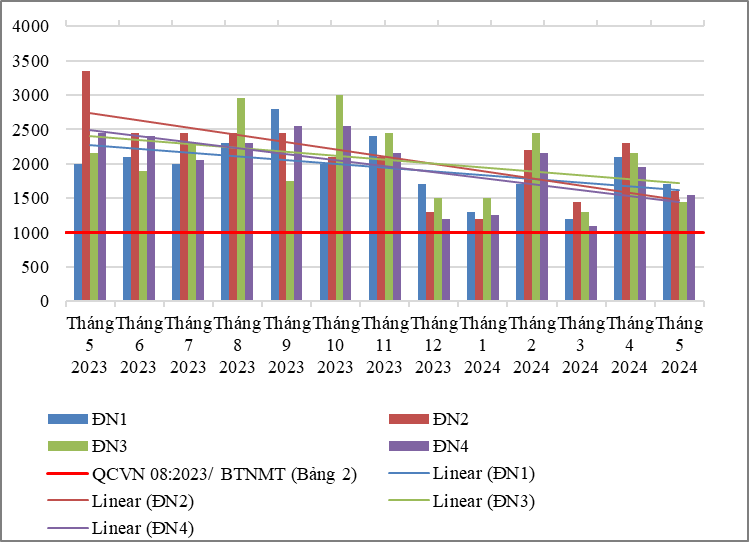 4000
3500
3000
2500
2000
1500
1000
500
0
Tháng 5 2023
Tháng 6 2023
Tháng 7 2023
Tháng 8 2023
Tháng 9 2023
Tháng 10 2023
Tháng 11 2023
Tháng 12 2023
Tháng 1 2024
Tháng 2 2024
Tháng 3 2024
Tháng 4 2024
Tháng 5 2024
ĐN1
ĐN2
ĐN3
ĐN4
QCVN 08:2023/ BTNMT (Bảng 2)
Linear (ĐN1)
Linear (ĐN2)
Linear (ĐN3)
Linear (ĐN4)